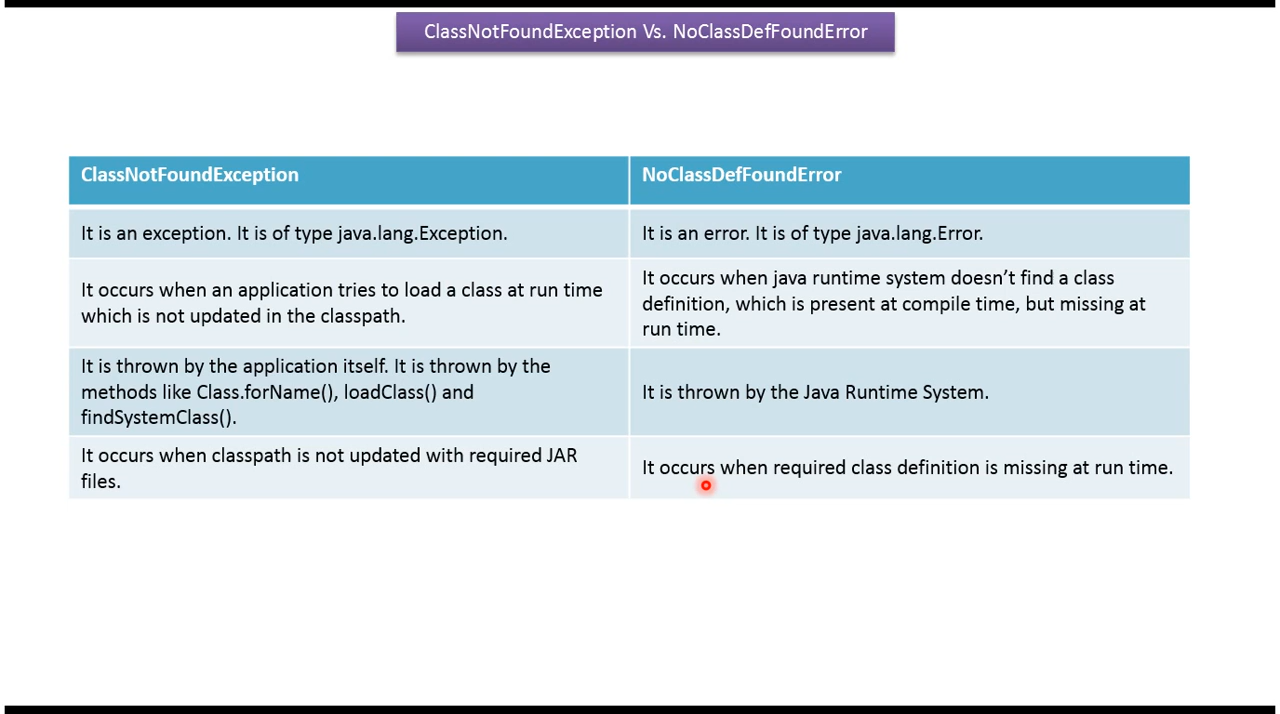 ClassNotFoundException Vs. NoClassDefFoundError
ClassNotFoundException
NoClassDefFoundError
It is an exception. It is of type java.lang.Exception.
It is an error. It is of type java.lang.Error.
It occurs when an application tries to load a class at run time
which is not updated in the classpath.
It occurs when java runtime system doesn’t find a class
definition, which is present at compile time, but missing at
run time.
It is thrown by the application itself. It is thrown by the
methods like Class.forName(), loadClass() and
findSystemClass().
It is thrown by the Java Runtime System.
It occurs when classpath is not updated with required JAR
files.
It occurs when required class definition is missing at run time.